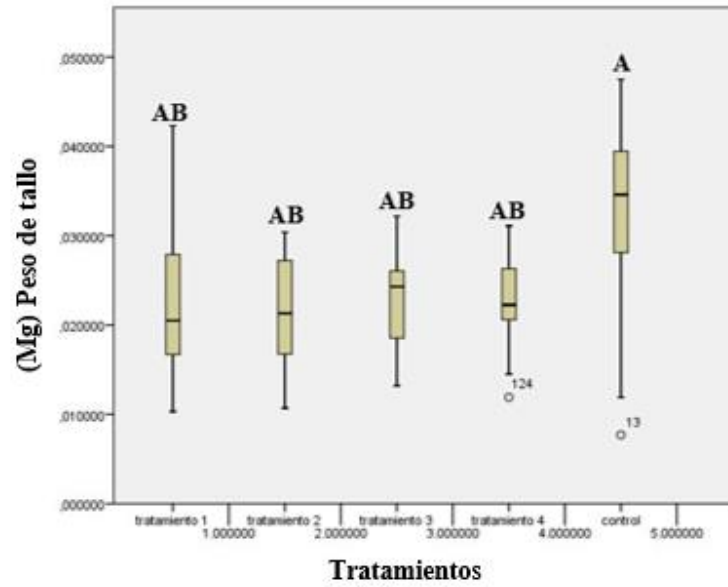 (Mg) Peso de tallo
,050000
,040000
,030000
,020000
,010000
,000000
AB
AB
AB
AB
A
124
13
tratamiento 1
tratamiento 2
tratamiento 3
tratamiento 4
control
1.000000
2.000000
3.000000
4.000000
5.000000
Tratamientos